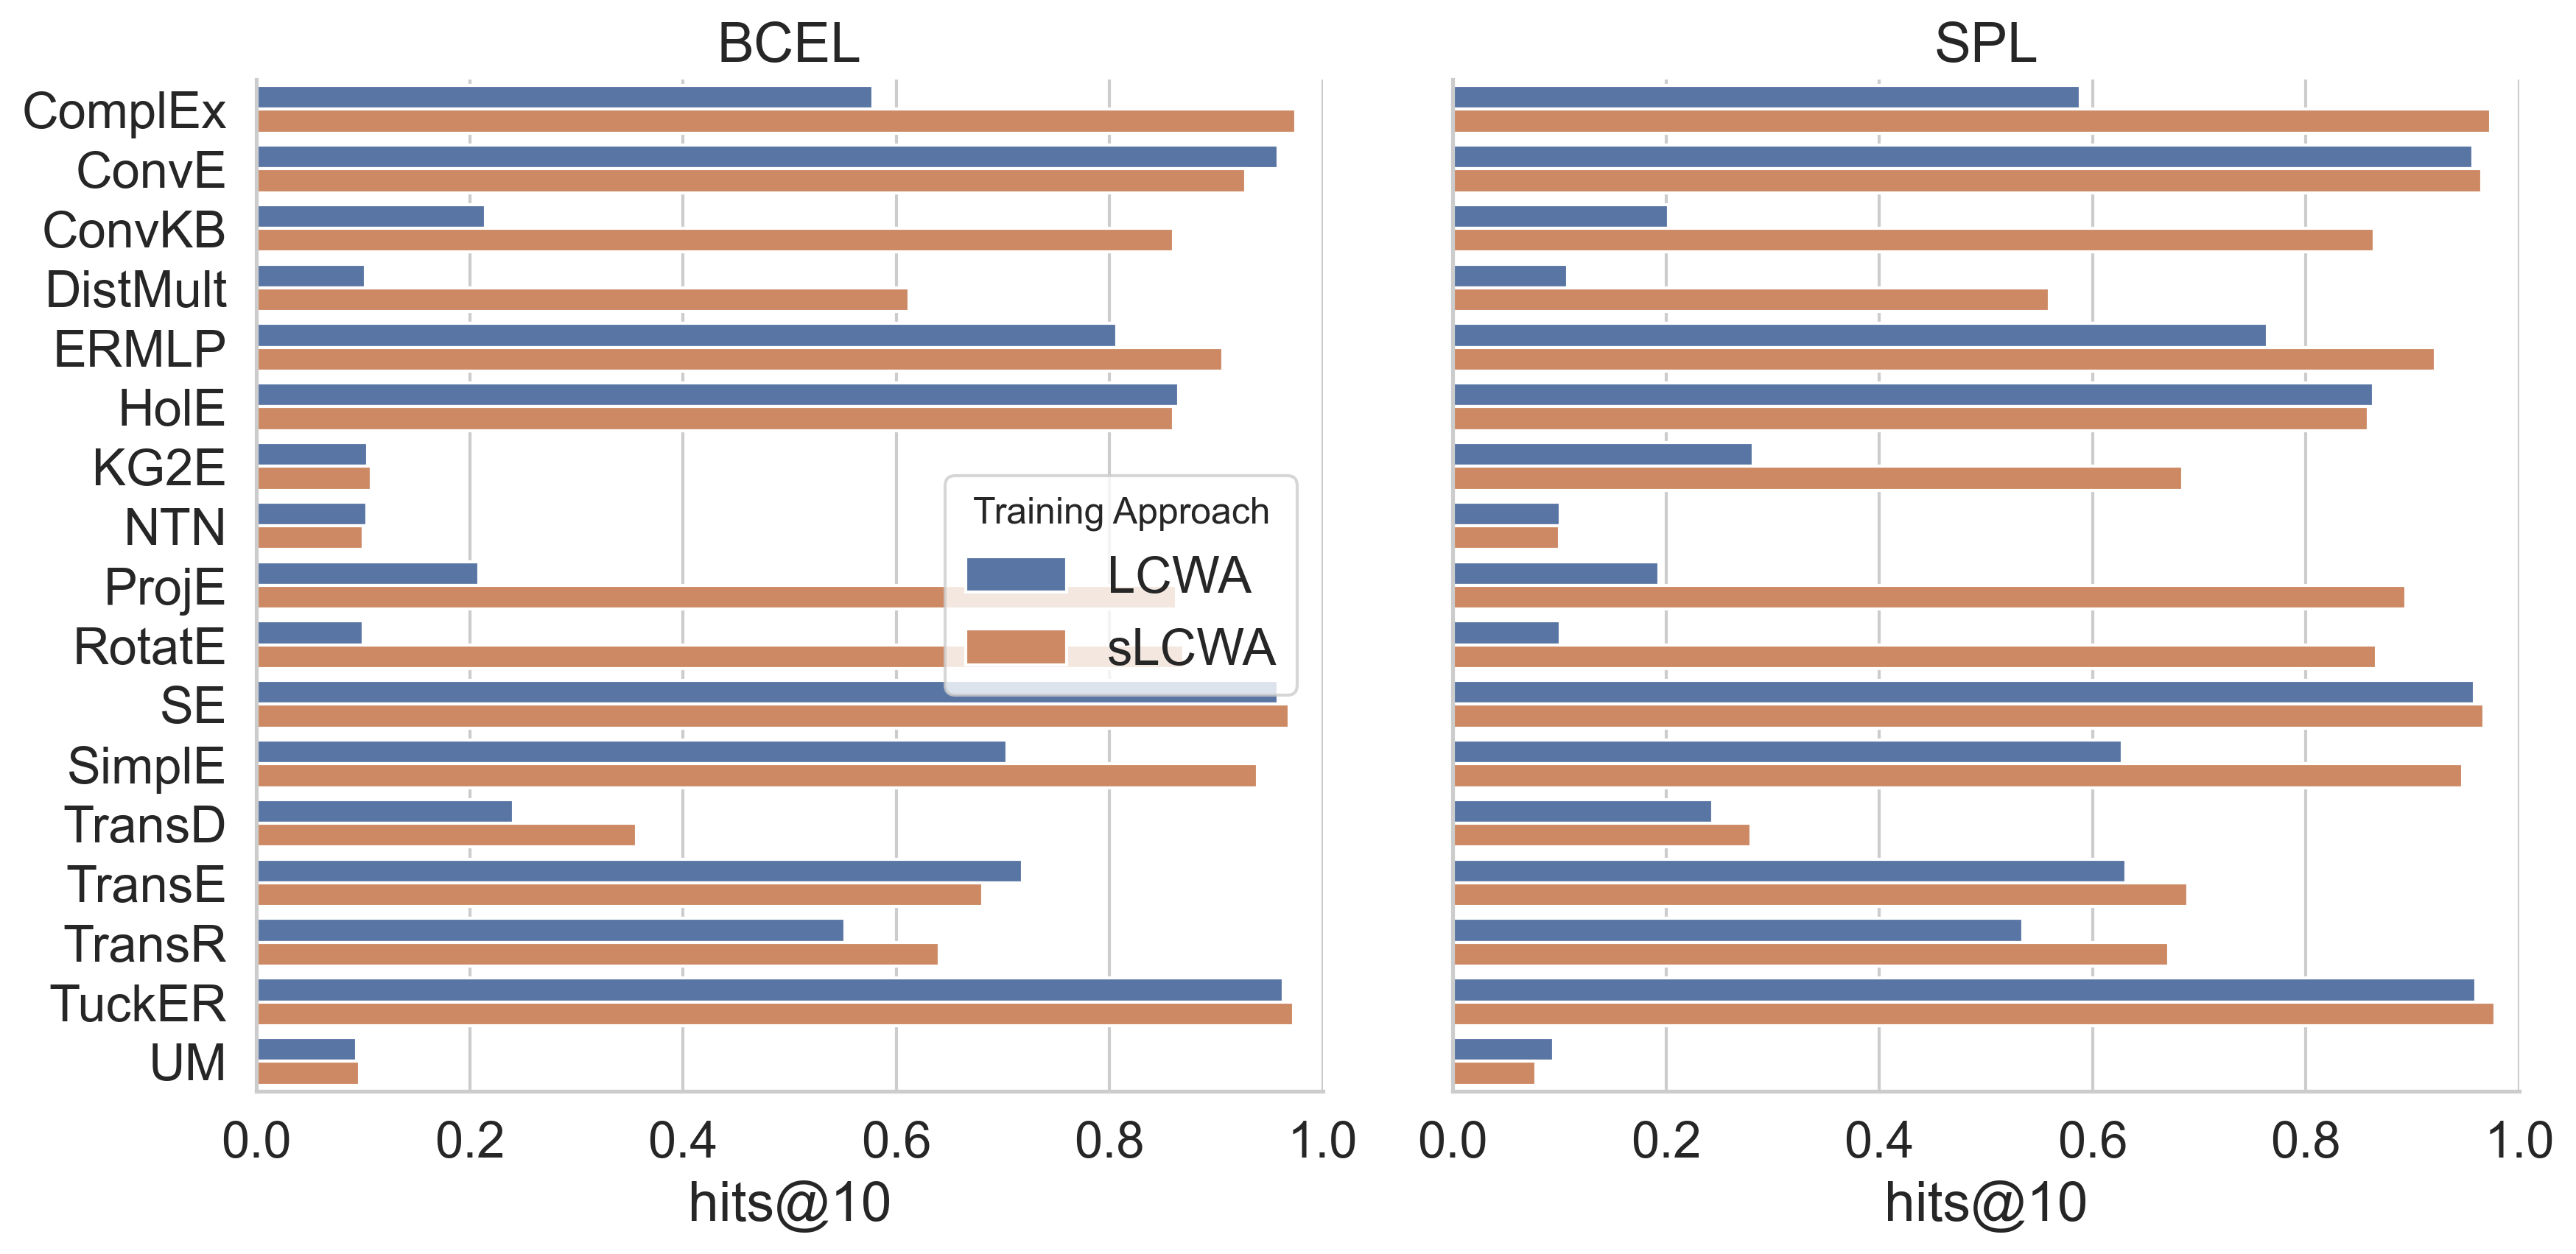 BCEL
SPL
ComplEx
ConvE
ConvKB
DistMult
ERMLP
HolE
KG2E
NTN
ProjE
RotatE
SE
SimplE
TransD
TransE
TransR
TuckER
UM
Training Approach
LCWA
sLCWA
0.0 0.2 0.4 0.6 0.8 1.0
0.0 0.2 0.4 0.6 0.8 1.0
hits@10
hits@10